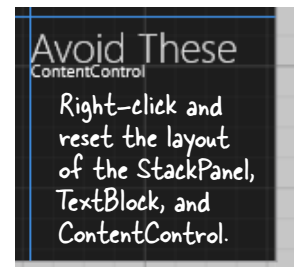 Avoid These
ContentControl
Right-click and
reset the layout
of the StackPanel,
TextBlock, and
ContentControl.